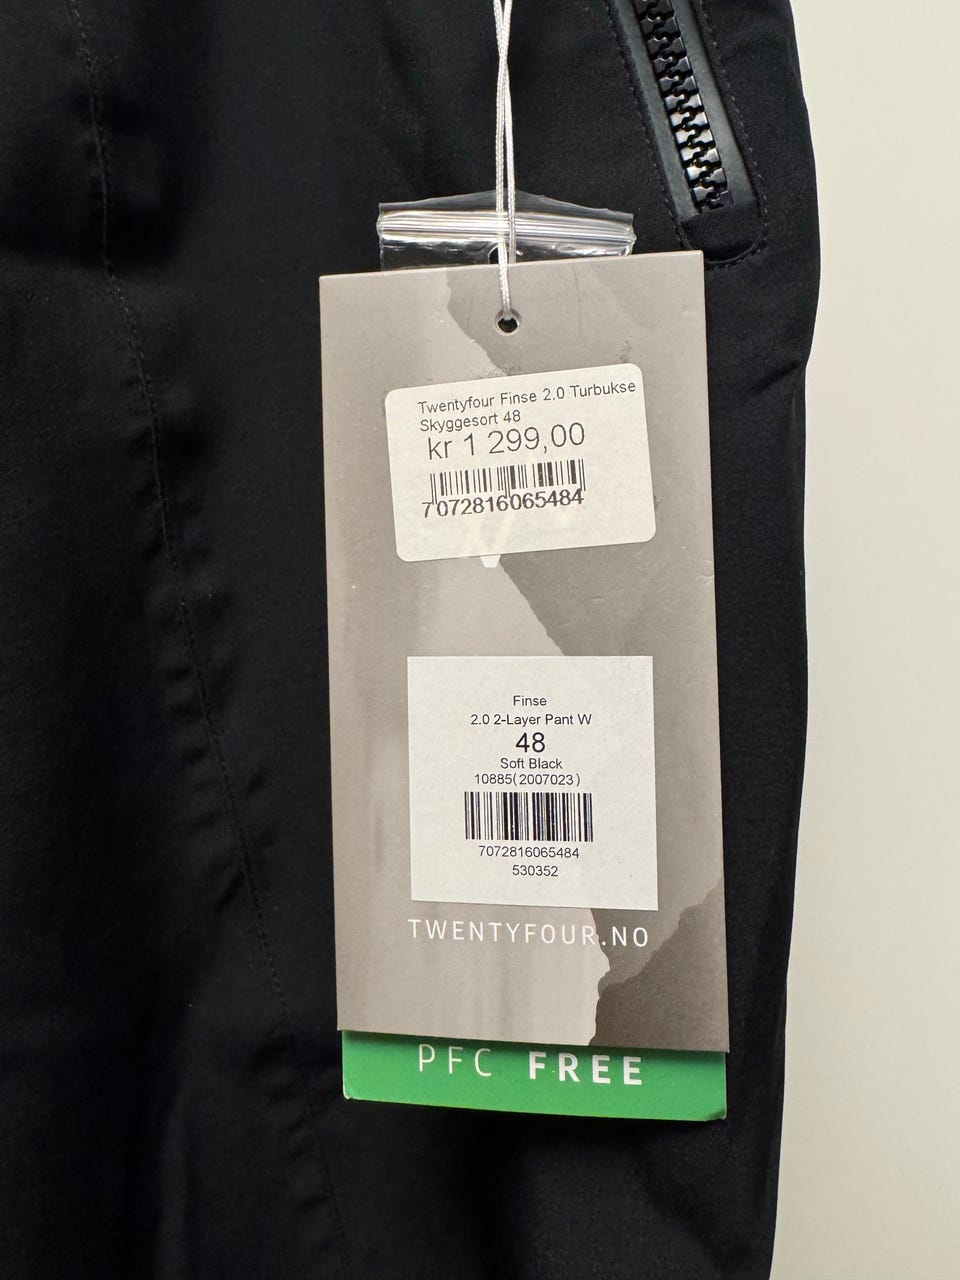 Twentyfour Finse 2.0 Turbukse
Skyggesort 48
kr 1 299,00
7072816065484
Finse
2.0 2-Layer Pant W
48
Soft Black
10885(2007023)
7072816065484
530352
TWENTYFOUR.NO
PFC FREE